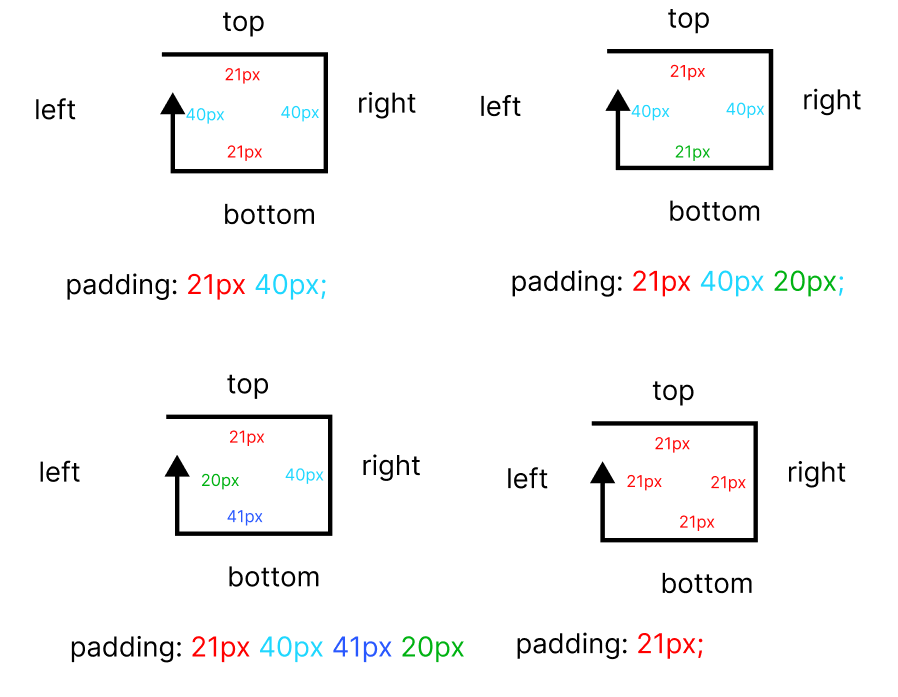 top
21px
left
40px
40px
right
21px
bottom
padding: 21px 40px;
top
21px
left
40px
40px
right
21px
bottom
padding: 21px 40px 20px;
top
21px
left
20px
40px
right
41px
bottom
padding: 21px 40px 41px 20px
top
21px
left
21px
21px
right
21px
bottom
padding: 21px;